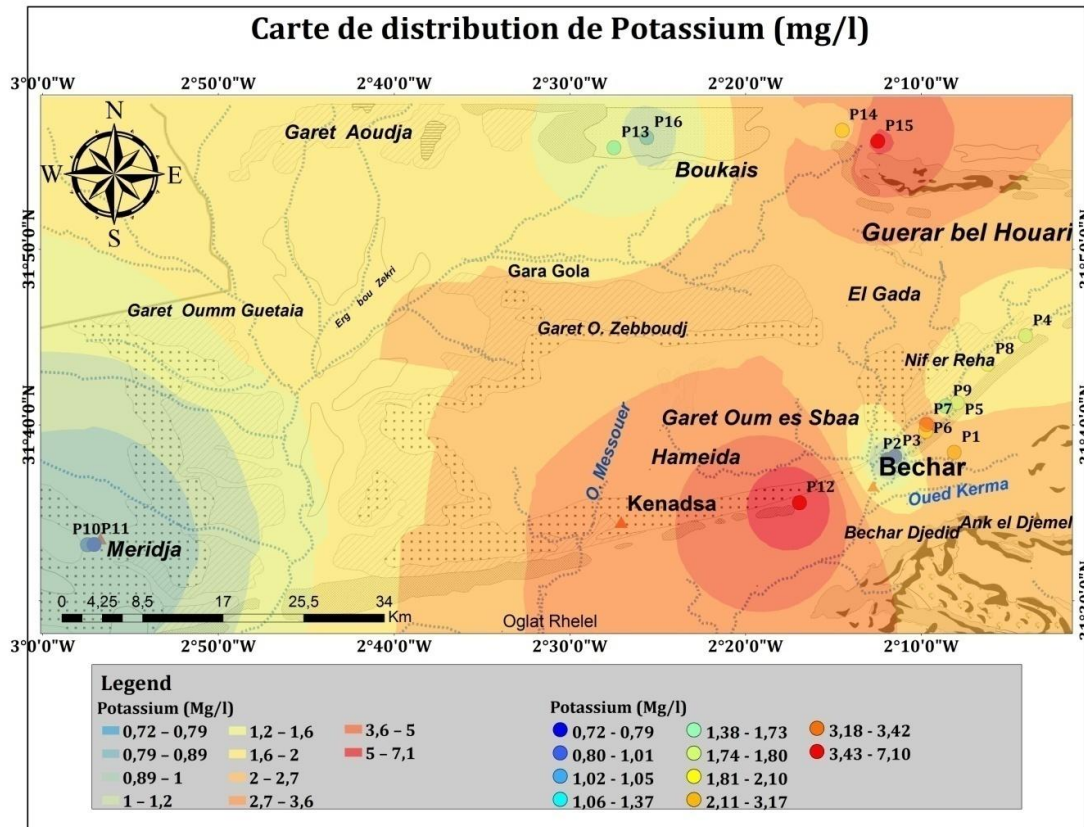 Carte de distribution de Potassium (mg/l)
3°0'0"W 2°50'0"W 2°40'0"W 2°30'0"W 2°20'0"W 2°10'0"W
N
W E
S
Garet Aoudja
P13 P16
Boukais
P14
P15
Guerar bel Houari
31°50'0"N
Gara Gola
Erg bou Zekri
El Gada
Garet Oumm Guetaia
Garet O. Zebboudj
P4
P8
Nif er Reha
P9
P7 P5
31°40'0"N 31°40'0"N
Garet Oum es Sbaa
P6
P2 P3 P1
Hameida
Bechar
O. Messouer
P12
Oued Kerma
Kenadsa
Bechar Djedid
Ank el Djemel
P10P11
Meridja
0 4,25 8,5 17 25,5 34
Km
Oglat Rhelel
3°0'0"W 2°50'0"W 2°40'0"W 2°30'0"W 2°20'0"W 2°10'0"W
Legend
Potassium (Mg/l)
0,72 – 0,79
0,79 – 0,89
0,89 – 1
1 – 1,2
1,2 – 1,6
1,6 – 2
2 – 2,7
2,7 – 3,6
3,6 – 5
5 – 7,1
Potassium (Mg/l)
0,72 - 0,79
0,80 - 1,01
1,02 - 1,05
1,06 - 1,37
1,38 - 1,73
1,74 - 1,80
1,81 - 2,10
2,11 - 3,17
3,18 - 3,42
3,43 - 7,10